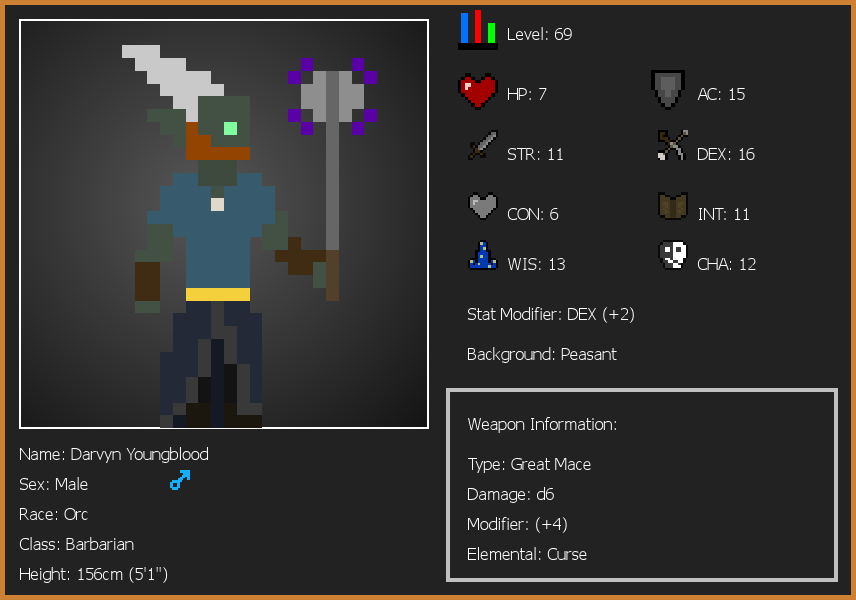 Level: 69
HP: 7
AC: 15
STR: 11
DEX: 16
CON: 6
INT: 11
WIS: 13
CHA: 12
Stat Modifier: DEX (+2)
Background: Peasant
Weapon Information:
Type: Great Mace
Damage: d6
Modifier: (+4)
Elemental: Curse
Name: Darvyn Youngblood
Sex: Male
Race: Orc
Class: Barbarian
Height: 156cm (5'1")